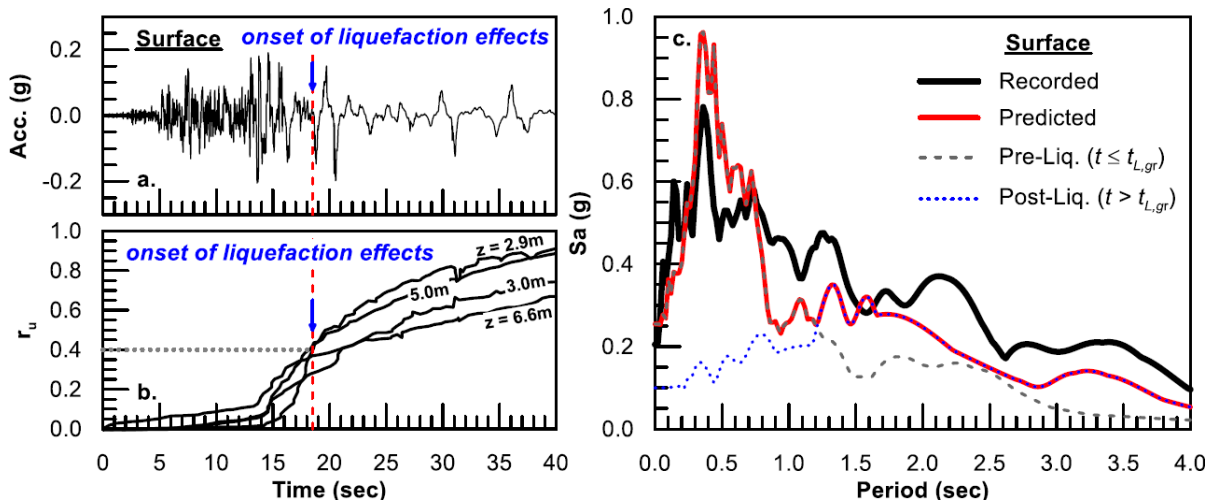 Surface
onset of liquefaction effects
0.2
0.0
-0.2
Acc. (g)
a.
1.0
0.8
0.6
0.4
0.2
0.0
r_u
onset of liquefaction effects
z = 2.9m
5.0m
3.0m
z = 6.6m
b.
0 5 10 15 20 25 30 35 40
Time (sec)
1.0
0.8
0.6
0.4
0.2
0.0
Sa (g)
c.
Surface
Recorded
Predicted
Pre-Liq. (t ≤ t_L,gr)
Post-Liq. (t > t_L,gr)
0.0 0.5 1.0 1.5 2.0 2.5 3.0 3.5 4.0
Period (sec)